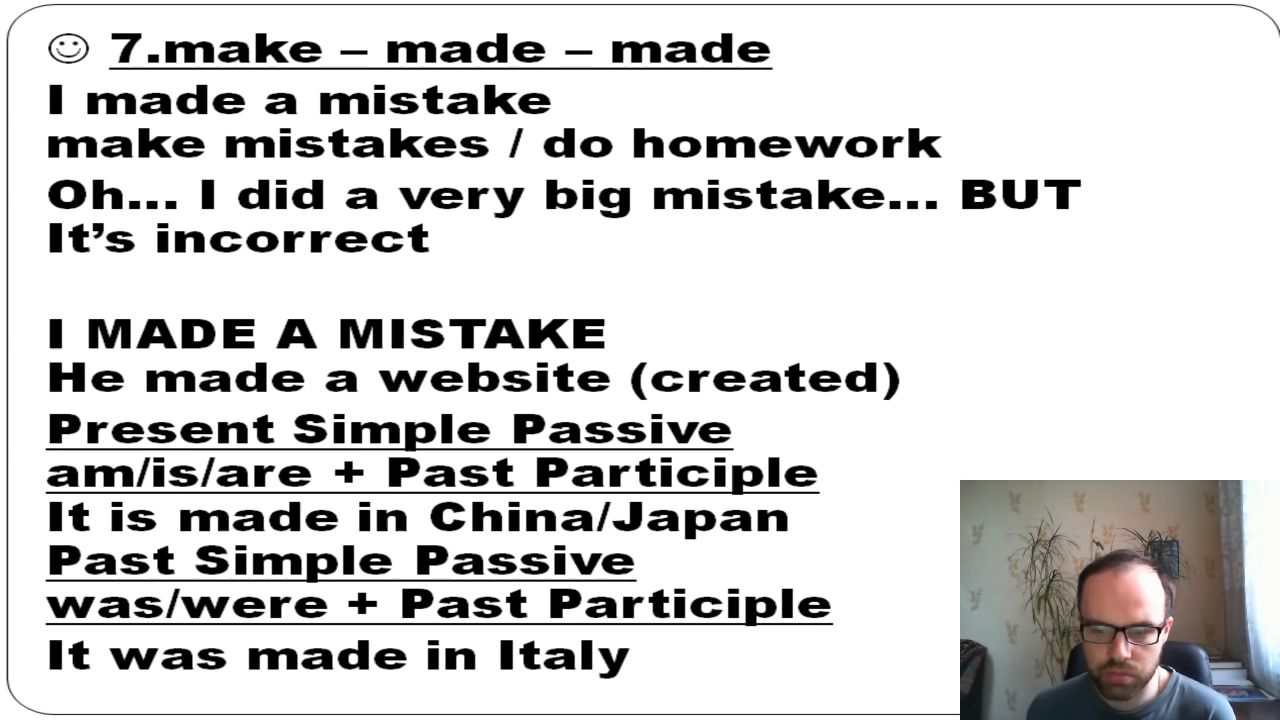 ☺ 7.make – made – made
I made a mistake
make mistakes / do homework
Oh... I did a very big mistake... BUT
It’s incorrect
I MADE A MISTAKE
He made a website (created)
Present Simple Passive
am/is/are + Past Participle
It is made in China/Japan
Past Simple Passive
was/were + Past Participle
It was made in Italy